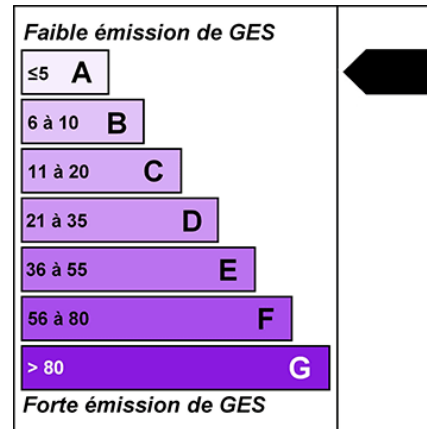 Faible émission de GES
≤5 A
6 à 10 B
11 à 20 C
21 à 35 D
36 à 55 E
56 à 80 F
> 80 G
Forte émission de GES